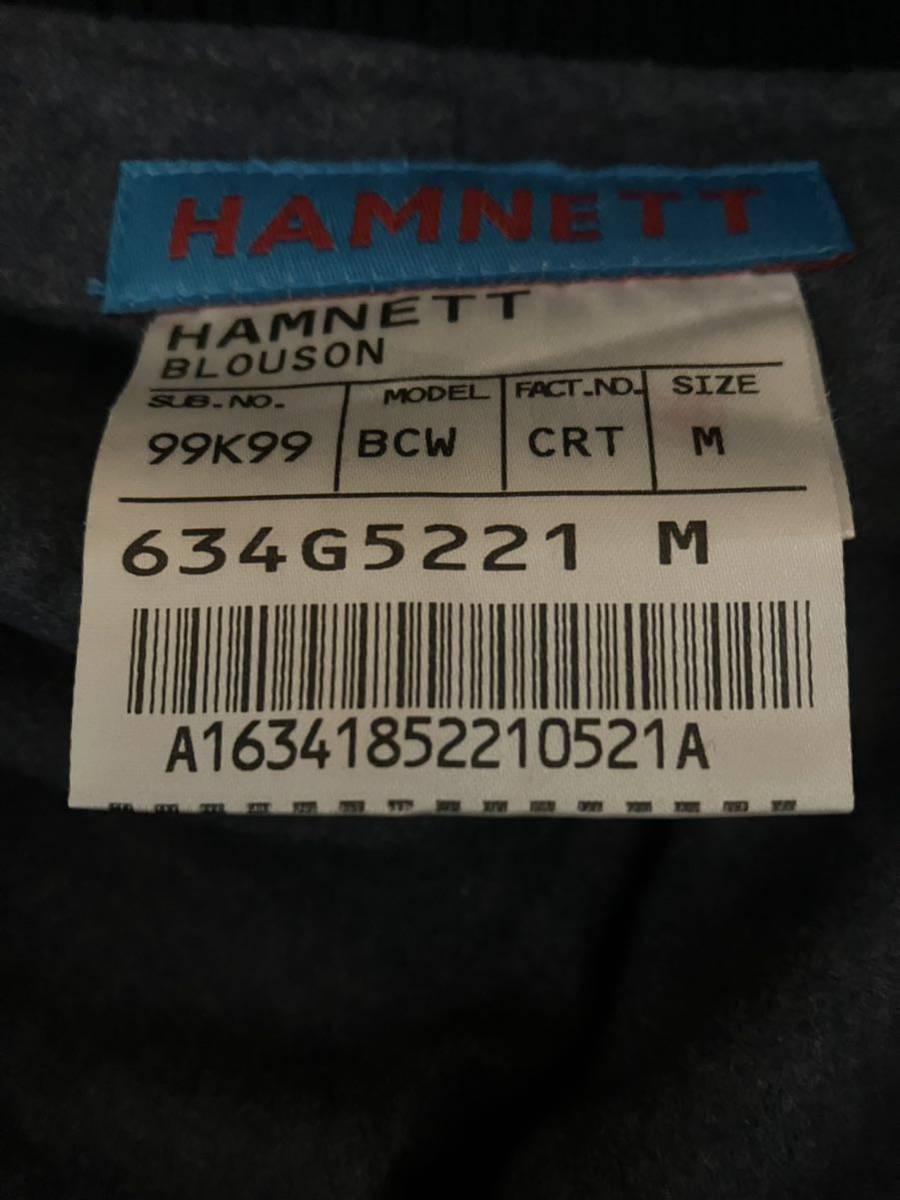 HAMNETT
HAMNETT
BLOUSON
SUB.NO. MODEL FACT.NO. SIZE
99K99 BCW CRT M
634G5221 M
A16341852210521A